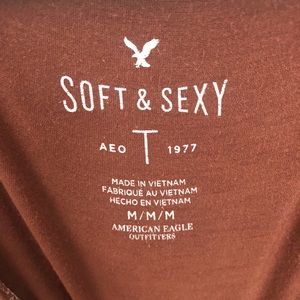 SOFT & SEXY
AEO T 1977
MADE IN VIETNAM
FABRIQUÉ AU VIETNAM
HECHO EN VIETNAM
M/M/M
AMERICAN EAGLE
OUTFITTERS